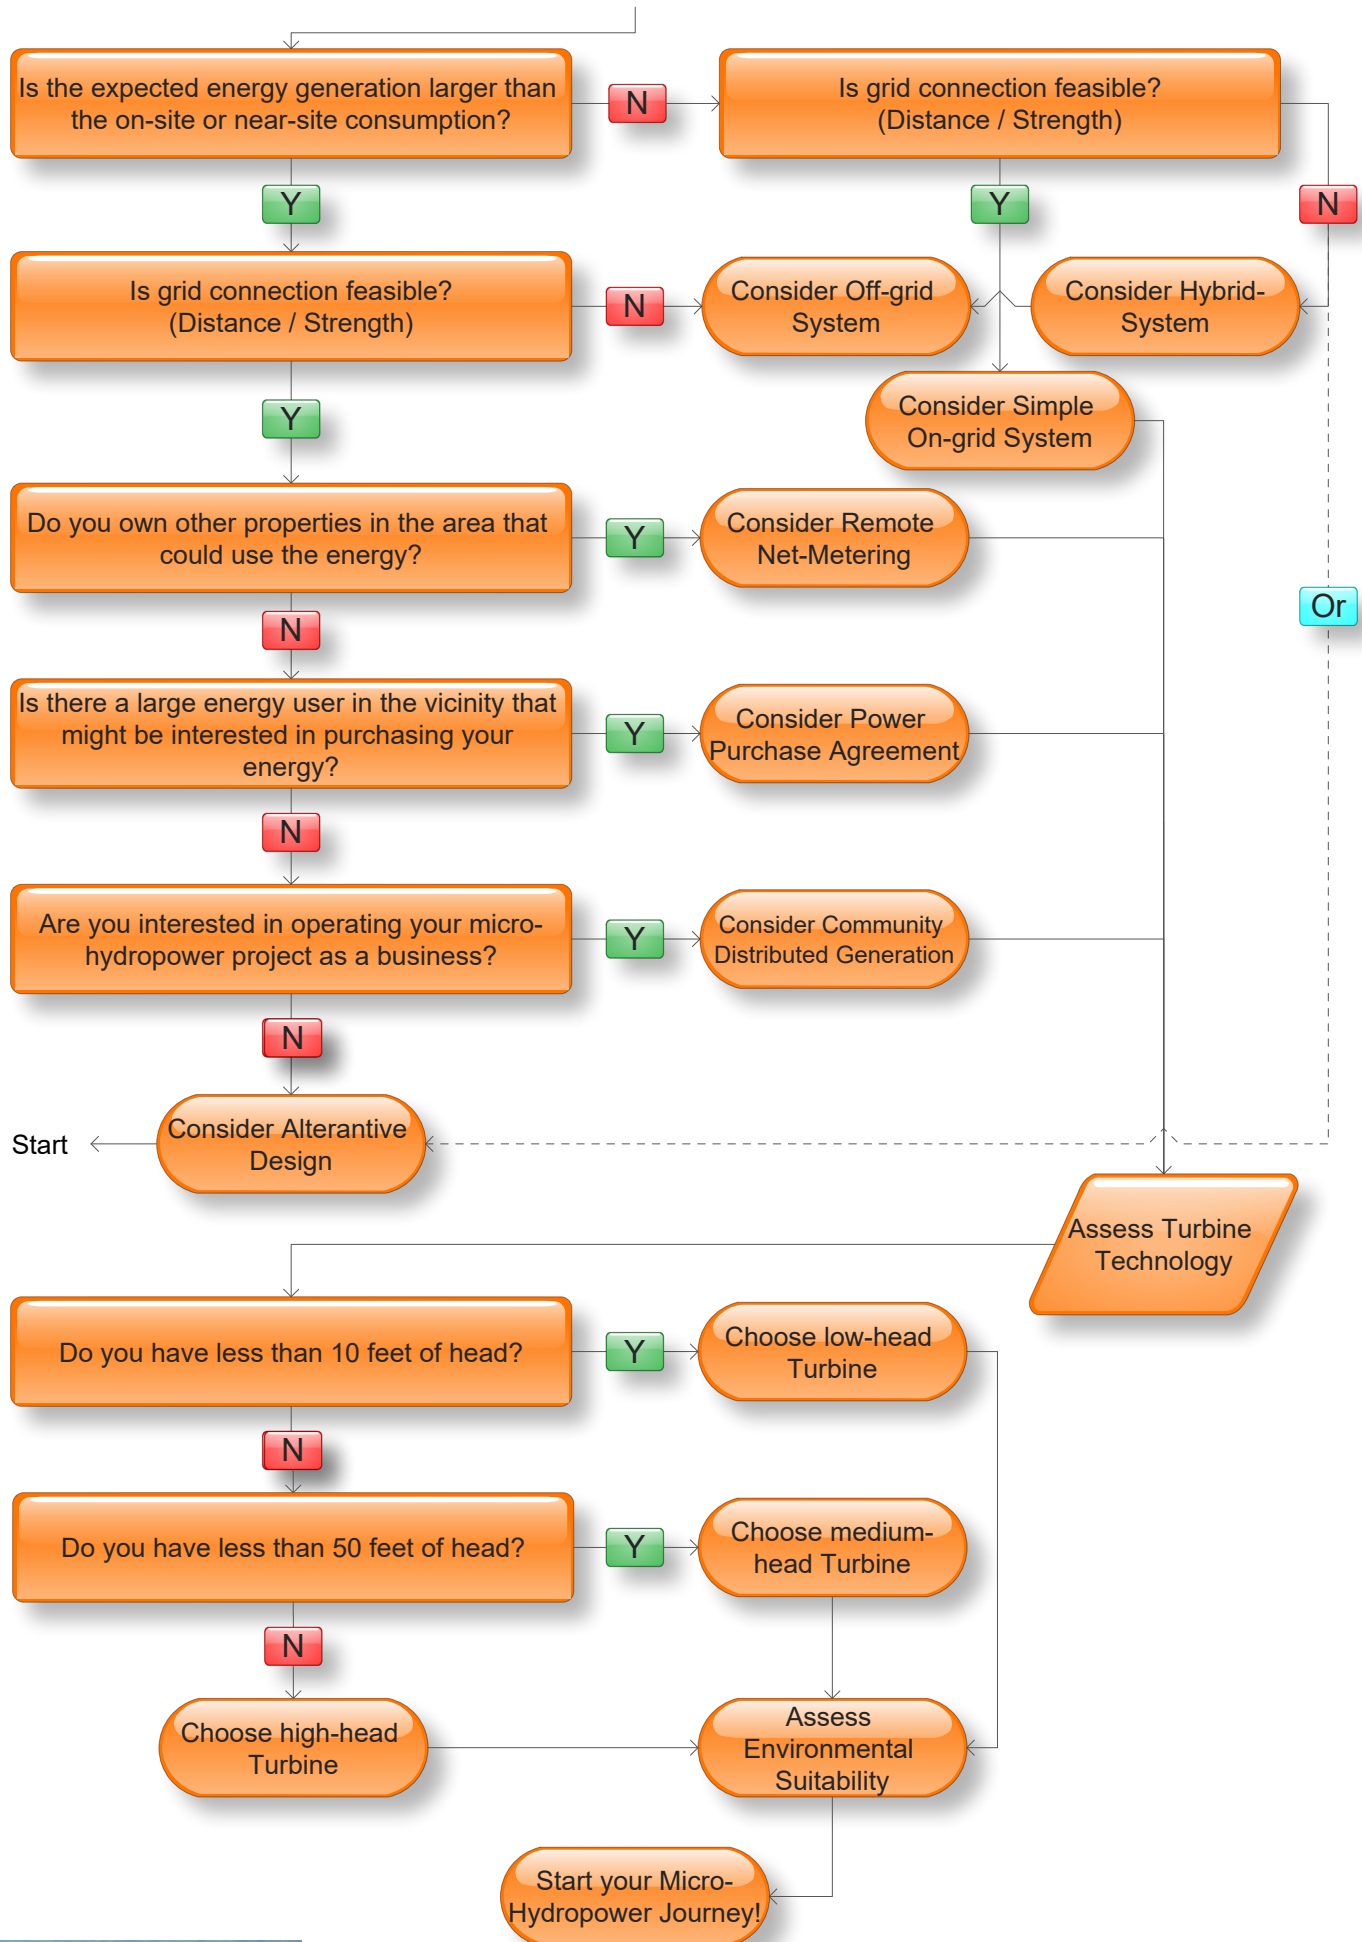 Is the expected energy generation larger than
the on-site or near-site consumption?
N
Is grid connection feasible?
(Distance / Strength)
Y
Y
N
Is grid connection feasible?
(Distance / Strength)
N
Consider Off-grid
System
Consider Hybrid-
System
Y
Consider Simple
On-grid System
Do you own other properties in the area that
could use the energy?
Y
Consider Remote
Net-Metering
Or
N
Is there a large energy user in the vicinity that
might be interested in purchasing your
energy?
Y
Consider Power
Purchase Agreement
N
Are you interested in operating your micro-
hydropower project as a business?
Y
Consider Community
Distributed Generation
N
Start
Consider Alterantive
Design
Assess Turbine
Technology
Do you have less than 10 feet of head?
Y
Choose low-head
Turbine
N
Do you have less than 50 feet of head?
Y
Choose medium-
head Turbine
N
Choose high-head
Turbine
Assess
Environmental
Suitability
Start your Micro-
Hydropower Journey!